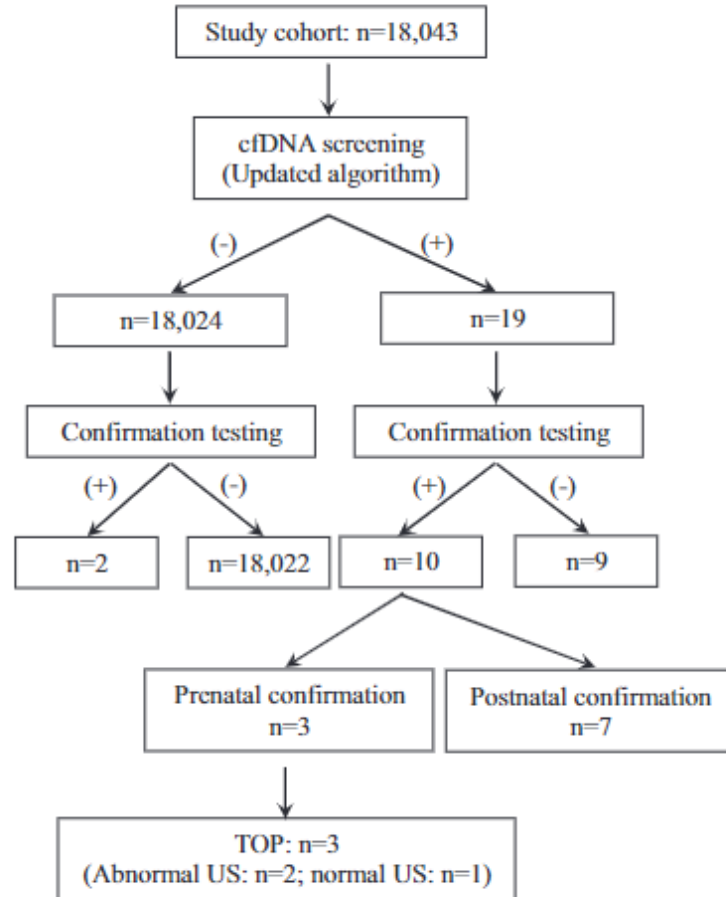 Study cohort: n=18,043
cfDNA screening
(Updated algorithm)
(-)
(+)
n=18,024
n=19
Confirmation testing
Confirmation testing
(+)
(-)
(+)
(-)
n=2
n=18,022
n=10
n=9
Prenatal confirmation
n=3
Postnatal confirmation
n=7
TOP: n=3
(Abnormal US: n=2; normal US: n=1)